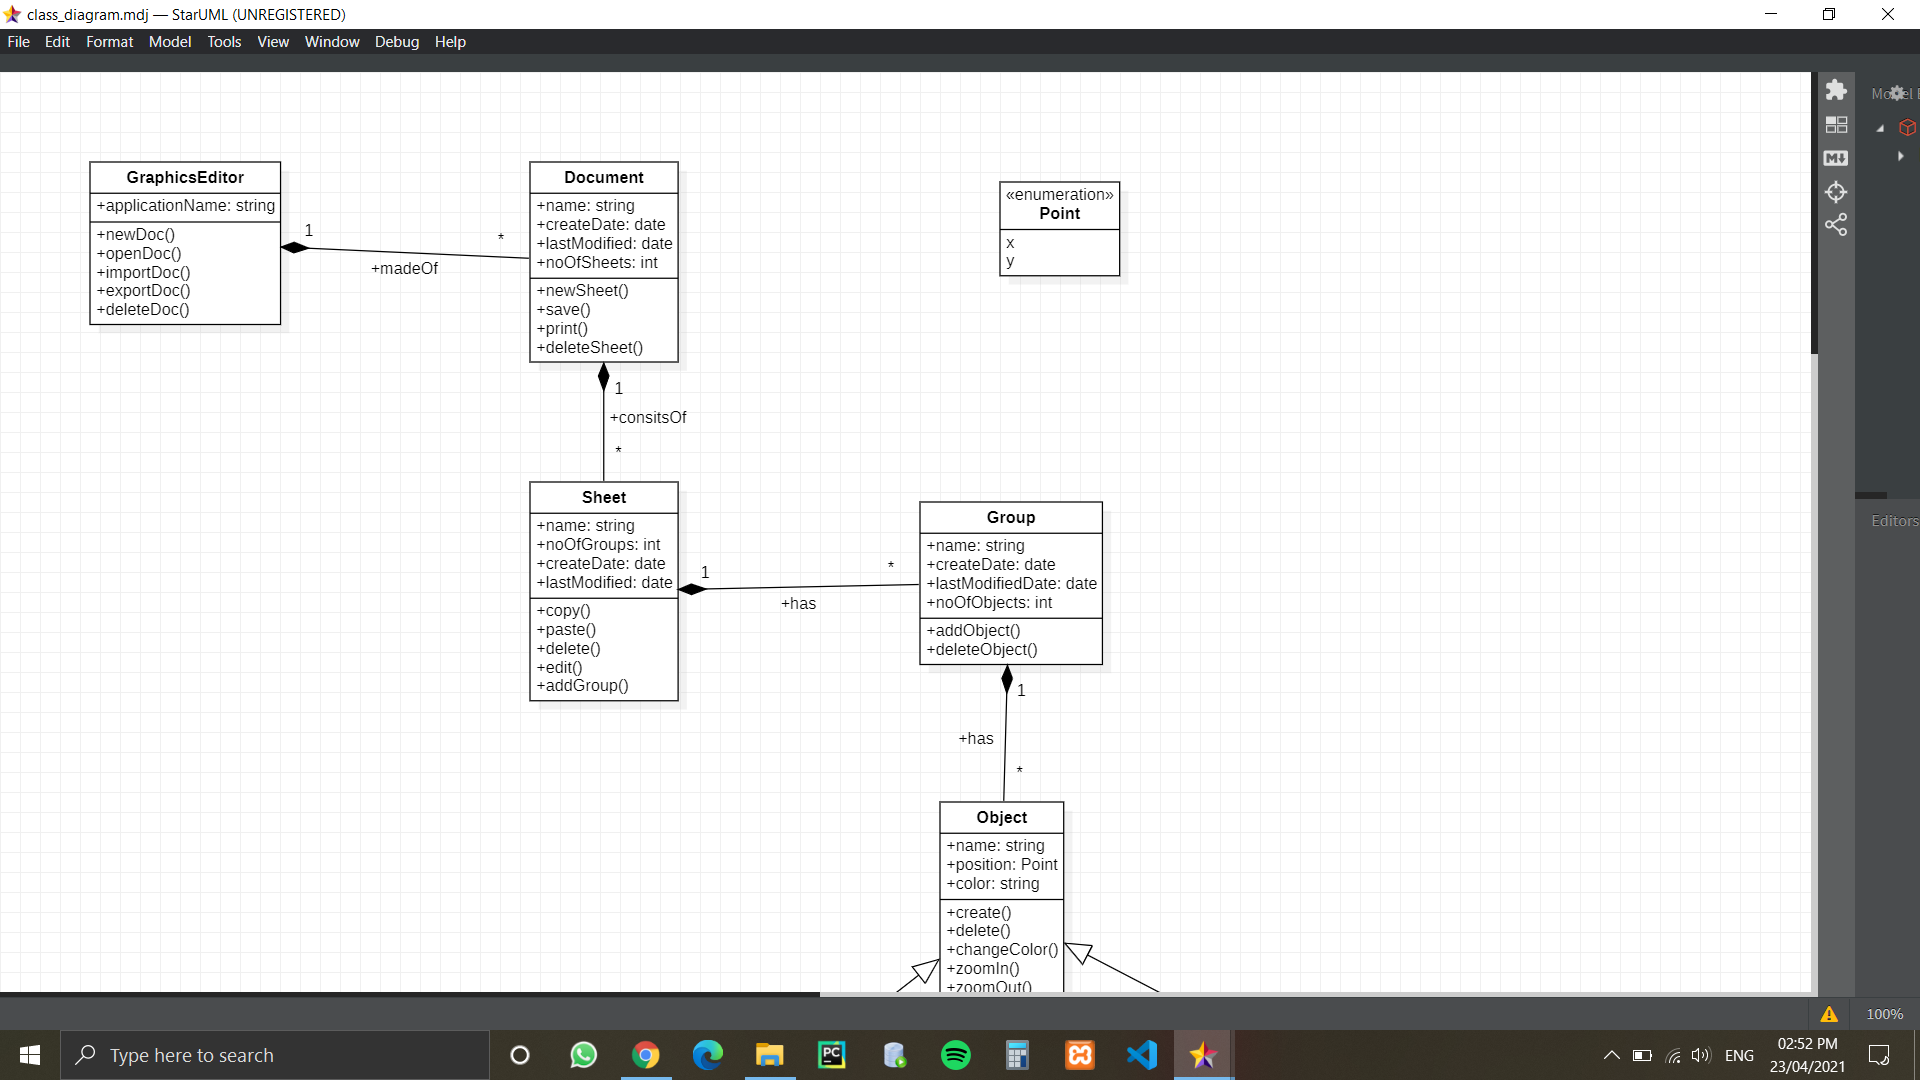 class_diagram.mdj — StarUML (UNREGISTERED)
File Edit Format Model Tools View Window Debug Help
GraphicsEditor
+applicationName: string
+newDoc()
+openDoc()
+importDoc()
+exportDoc()
+deleteDoc()
1
*
+madeOf
Document
+name: string
+createDate: date
+lastModified: date
+noOfSheets: int
+newSheet()
+save()
+print()
+deleteSheet()
«enumeration»
Point
x
y
1
+consitsOf
*
Sheet
+name: string
+noOfGroups: int
+createDate: date
+lastModified: date
+copy()
+paste()
+delete()
+edit()
+addGroup()
1
*
+has
Group
+name: string
+createDate: date
+lastModifiedDate: date
+noOfObjects: int
+addObject()
+deleteObject()
1
+has
*
Object
+name: string
+position: Point
+color: string
+create()
+delete()
+changeColor()
+zoomIn()
+zoomOut()
M
Editors
100%
Type here to search
PC
ENG
02:52 PM
23/04/2021